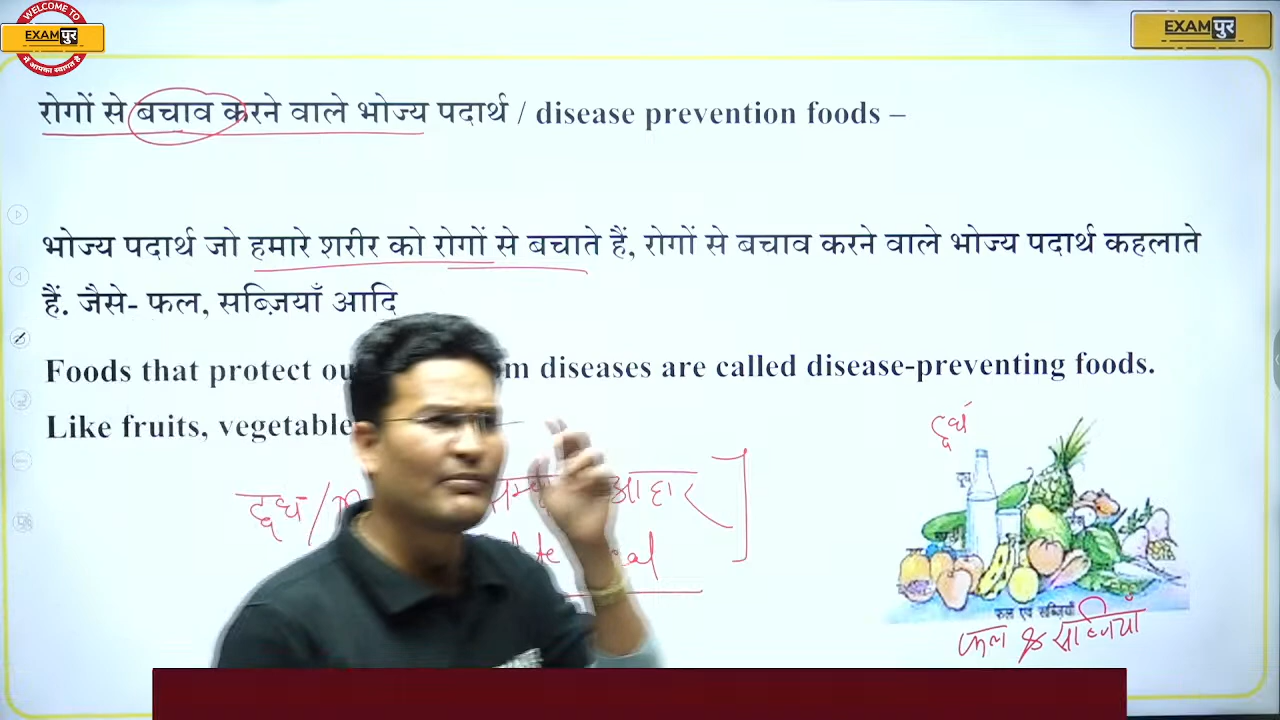 WELCOME TO
EXAMपुर
में आपका स्वागत है
EXAMपुर
रोगों से बचाव करने वाले भोज्य पदार्थ / disease prevention foods –
भोज्य पदार्थ जो हमारे शरीर को रोगों से बचाते हैं, रोगों से बचाव करने वाले भोज्य पदार्थ कहलाते
हैं. जैसे- फल, सब्ज़ियाँ आदि
Foods that protect diseases are called disease-preventing foods.
Like fruits,
दूध
दूध
दूध / आहार
फल एवं सब्जियाँ
फल & सब्जियाँ